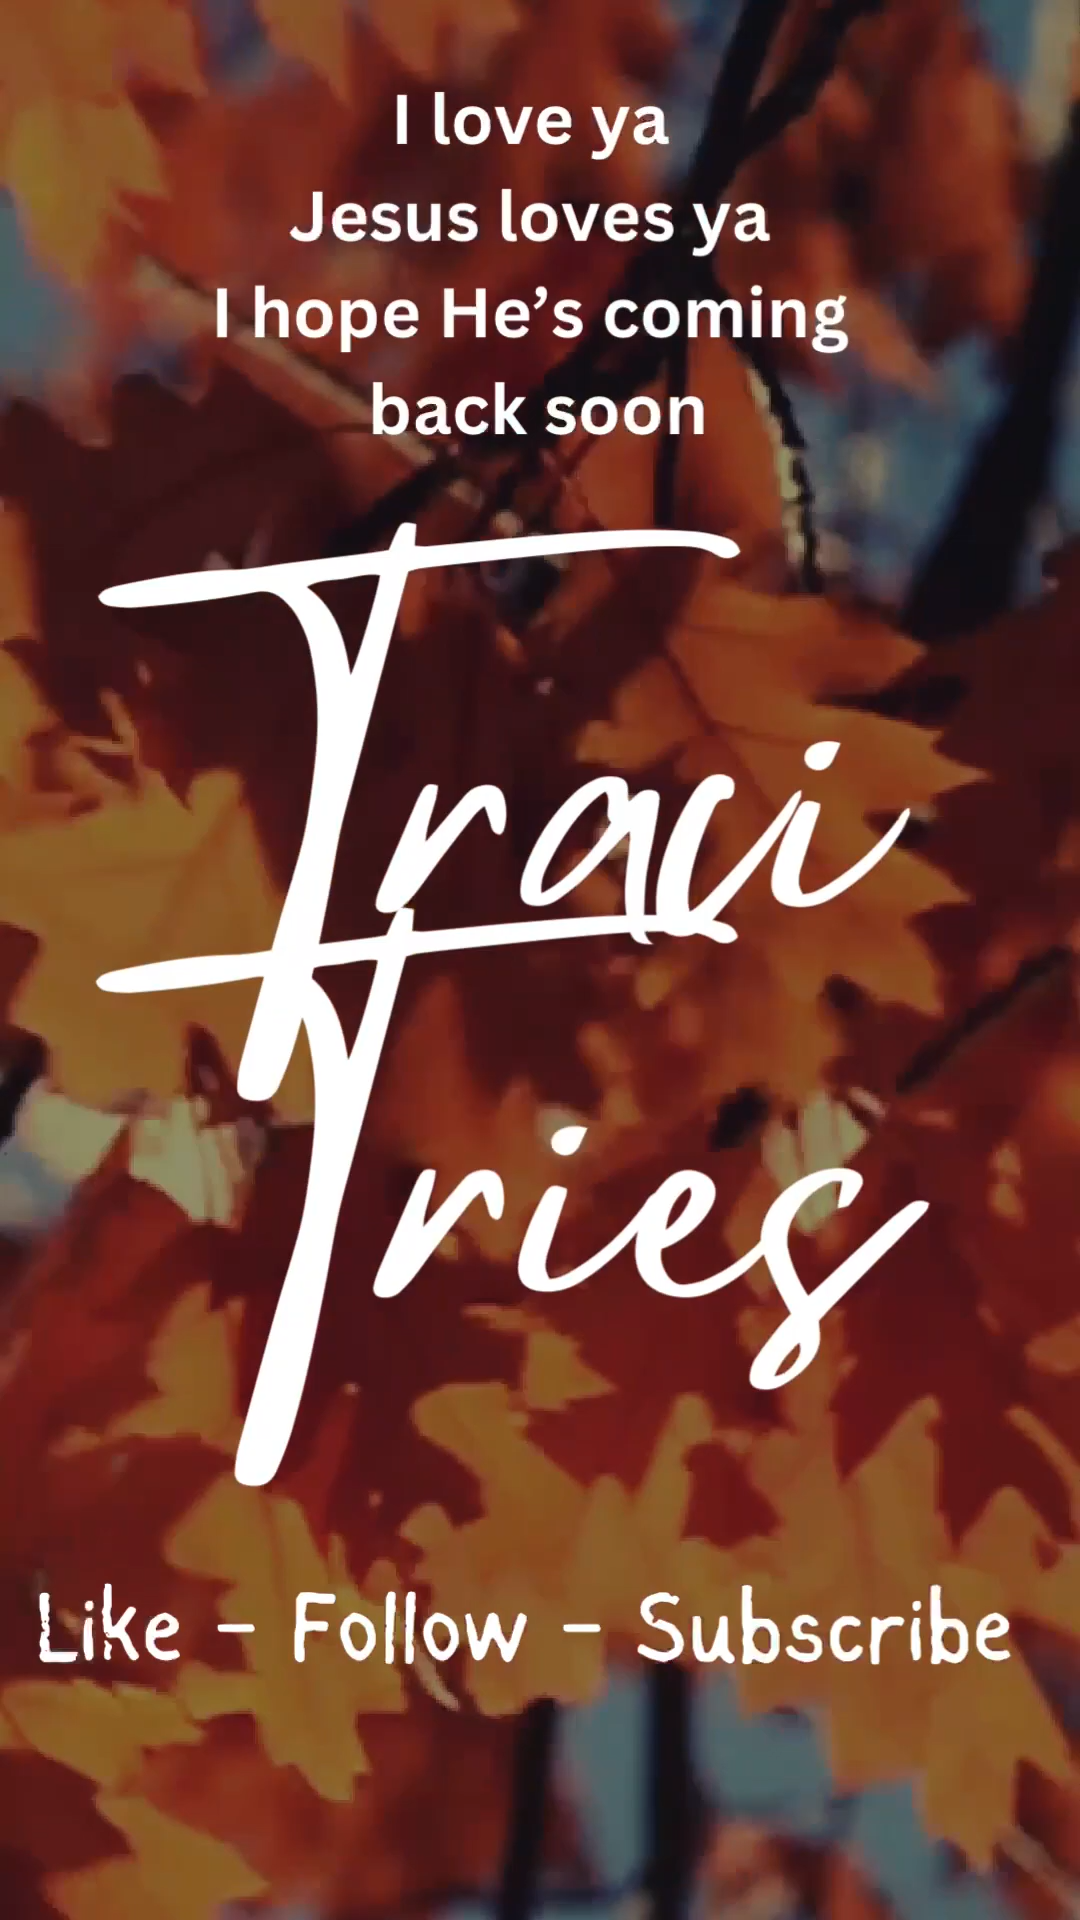 I love ya
Jesus loves ya
I hope He’s coming
back soon
Traci
Tries
Like - Follow - Subscribe